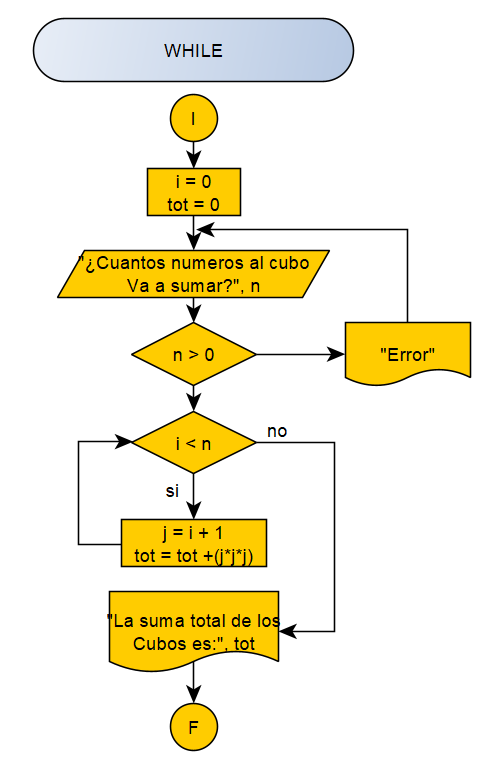 WHILE
I
i = 0
tot = 0
"¿Cuantos numeros al cubo
Va a sumar?", n
n > 0
"Error"
i < n
no
si
j = i + 1
tot = tot +(j*j*j)
"La suma total de los
Cubos es:", tot
F